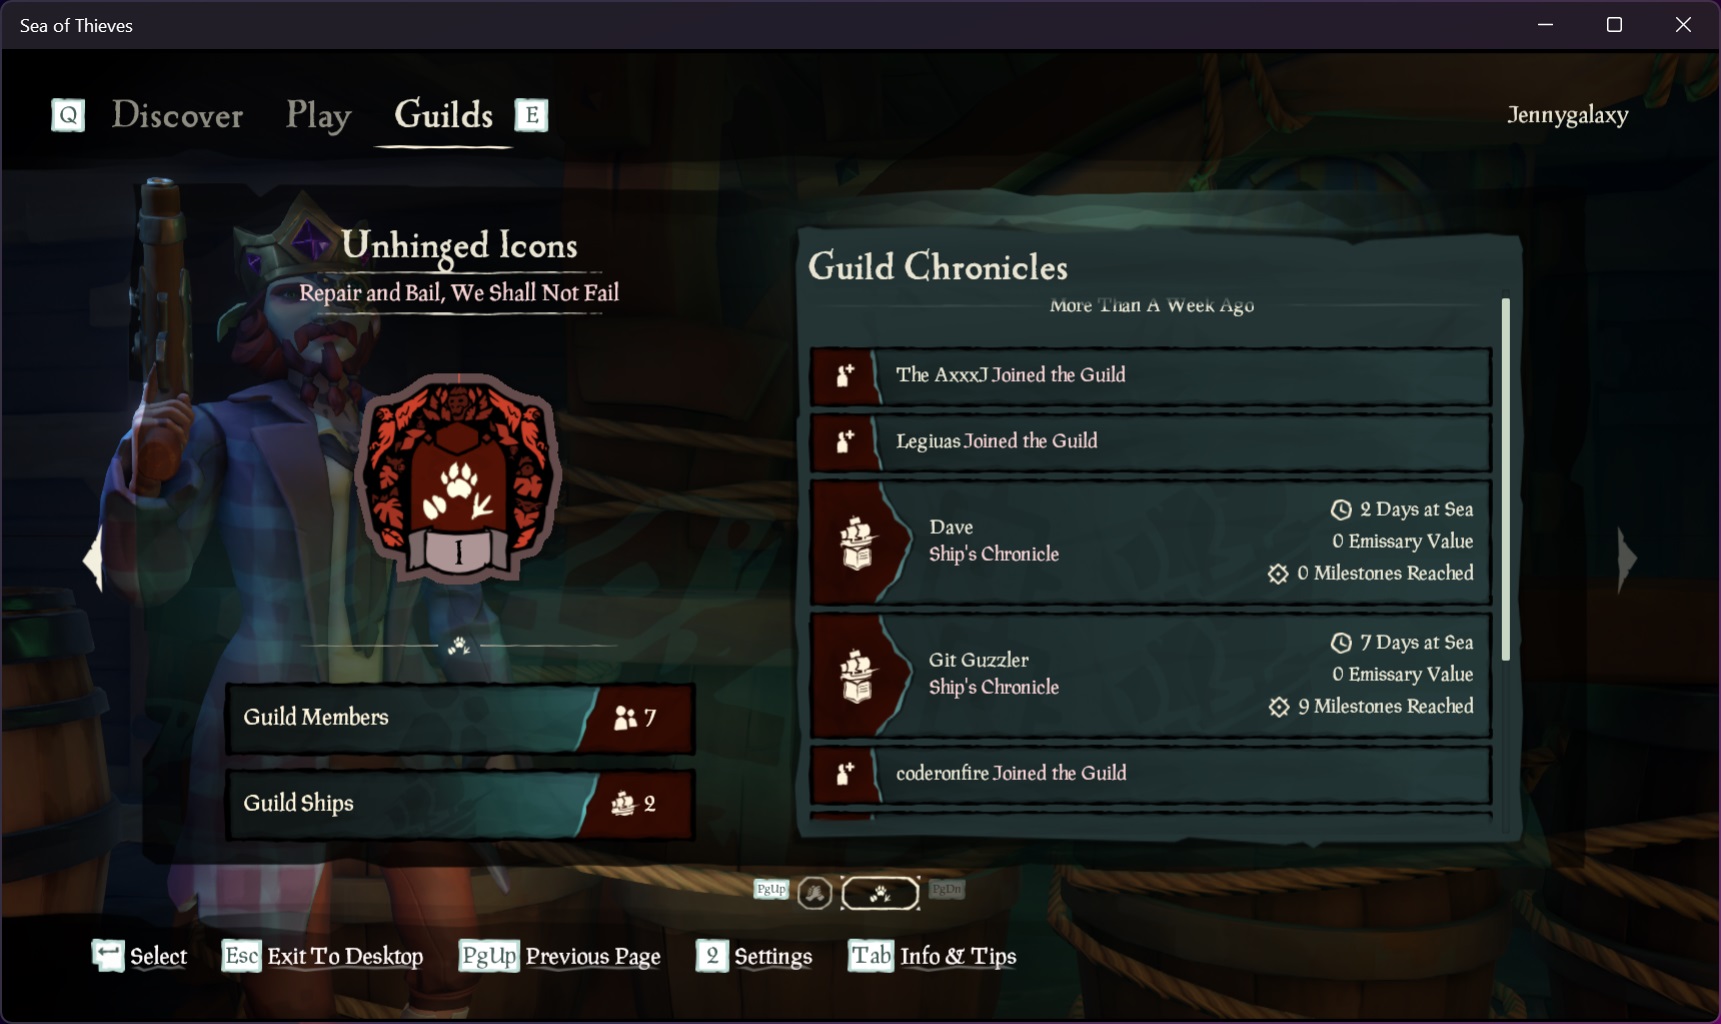 Sea of Thieves
Q Discover Play Guilds E
Jennygalaxy
Unhinged Icons
Repair and Bail, We Shall Not Fail
I
Guild Members 7
Guild Ships 2
Guild Chronicles
More Than A Week Ago
The AxxxJ Joined the Guild
Legiuas Joined the Guild
Dave
Ship's Chronicle
2 Days at Sea
0 Emissary Value
0 Milestones Reached
Git Guzzler
Ship's Chronicle
7 Days at Sea
0 Emissary Value
9 Milestones Reached
coderonfire Joined the Guild
PgUp PgDn
Select Esc Exit To Desktop PgUp Previous Page 2 Settings Tab Info & Tips